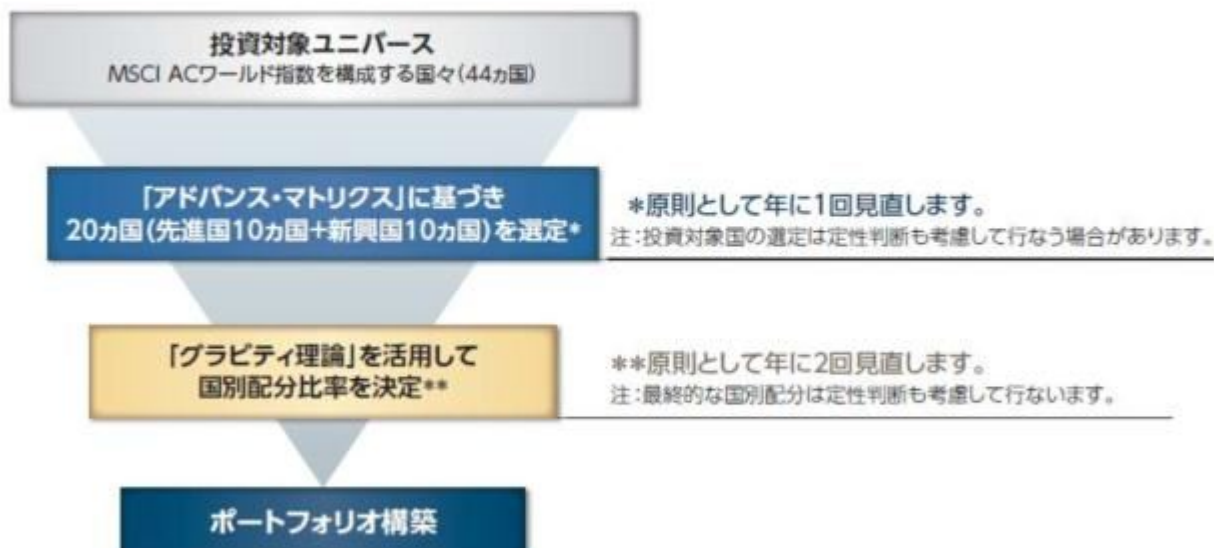 投資対象ユニバース
MSCI ACワールド指数を構成する国々(44ヵ国)
「アドバンス・マトリクス」に基づき
20ヵ国(先進国10ヵ国+新興国10ヵ国)を選定*
*原則として年に1回見直します。
注:投資対象国の選定は定性判断も考慮して行なう場合があります。
「グラビティ理論」を活用して
国別配分比率を決定**
**原則として年に2回見直します。
注:最終的な国別配分は定性判断も考慮して行ないます。
ポートフォリオ構築